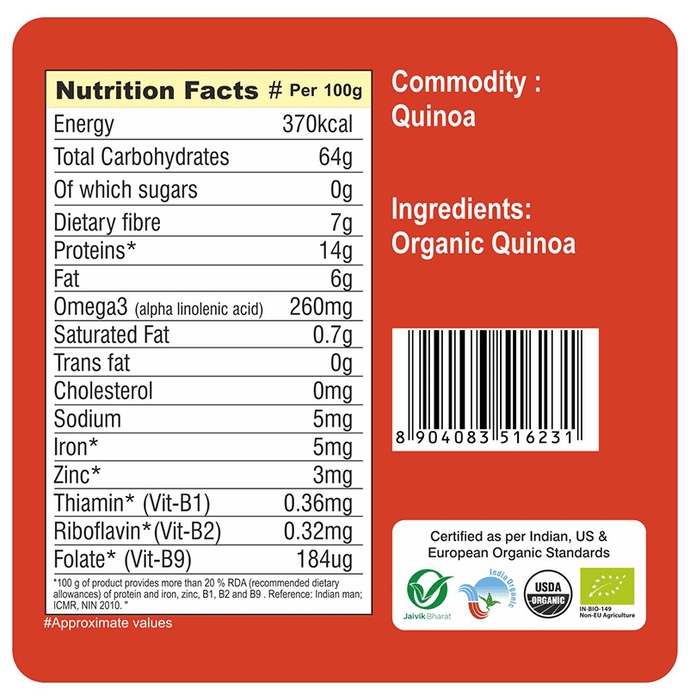 Nutrition Facts # Per 100g
Energy 370kcal
Total Carbohydrates 64g
Of which sugars 0g
Dietary fibre 7g
Proteins* 14g
Fat 6g
Omega3 (alpha linolenic acid) 260mg
Saturated Fat 0.7g
Trans fat 0g
Cholesterol 0mg
Sodium 5mg
Iron* 5mg
Zinc* 3mg
Thiamin* (Vit-B1) 0.36mg
Riboflavin*(Vit-B2) 0.32mg
Folate* (Vit-B9) 184ug
*100 g of product provides more than 20 % RDA (recommended dietary
allowances) of protein and iron, zinc, B1, B2 and B9 . Reference: Indian man;
ICMR, NIN 2010. *
#Approximate values
Commodity :
Quinoa
Ingredients:
Organic Quinoa
8 904083 516231
Certified as per Indian, US &
European Organic Standards
Jaivik Bharat
India Organic
USDA
ORGANIC
IN-BIO-149
Non-EU Agriculture